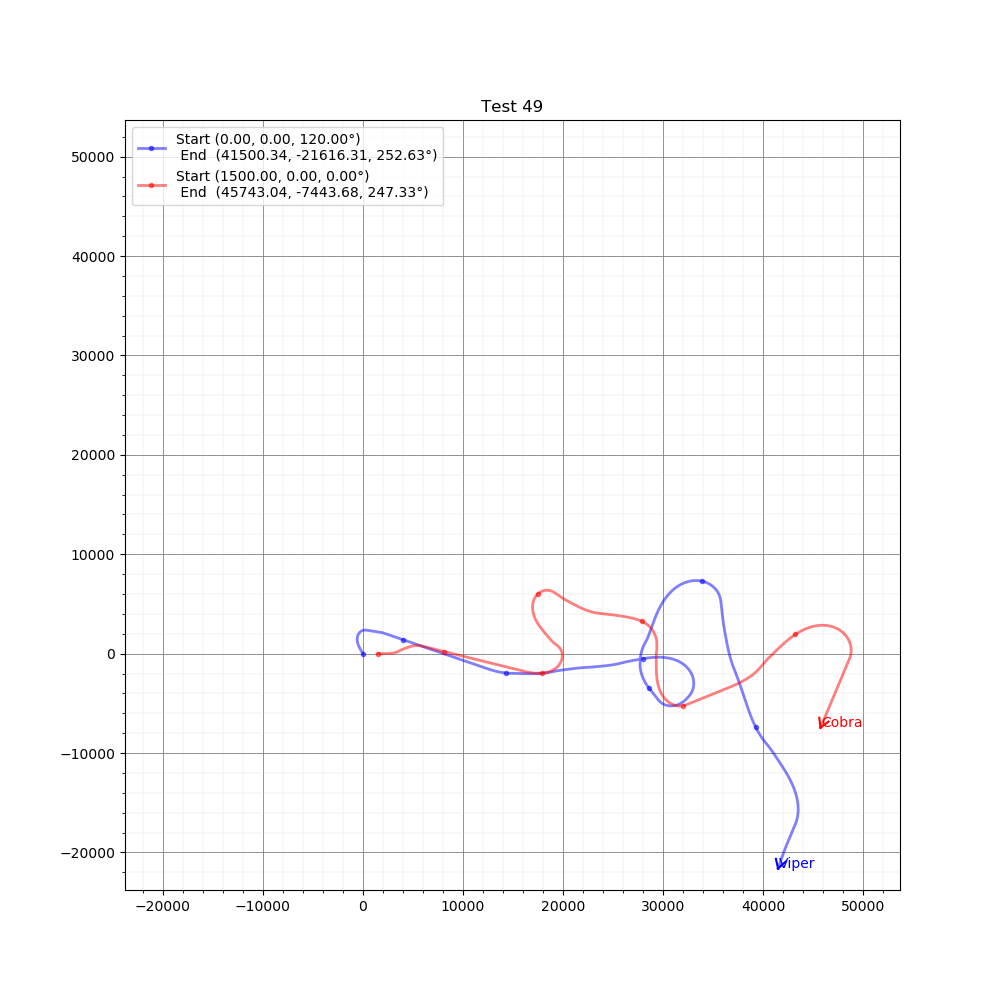 Test 49
Start (0.00, 0.00, 120.00°)
End (41500.34, -21616.31, 252.63°)
Start (1500.00, 0.00, 0.00°)
End (45743.04, -7443.68, 247.33°)
50000
40000
30000
20000
10000
0
−10000
−20000
Cobra
Viper
−20000 −10000 0 10000 20000 30000 40000 50000